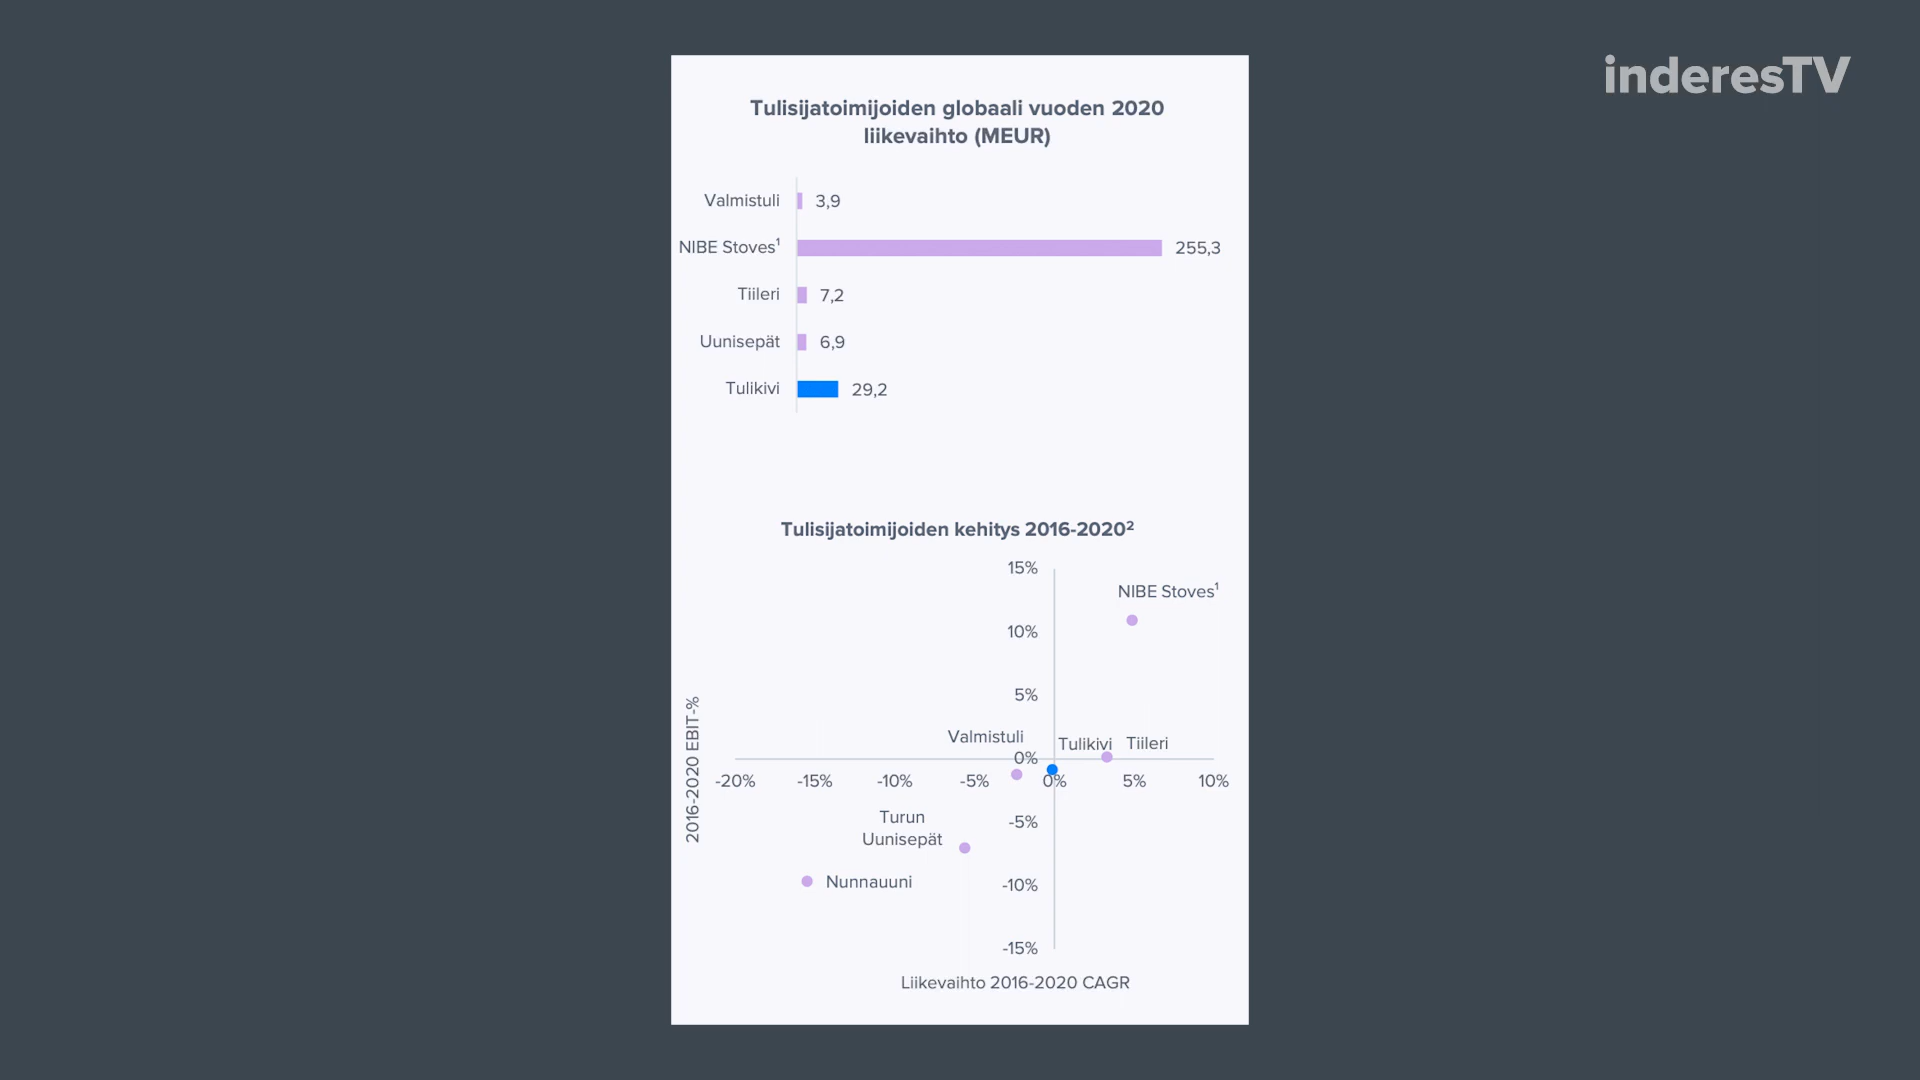 inderesTV
Tulisijatoimijoiden globaali vuoden 2020
liikevaihto (MEUR)
Valmistuli 3,9
NIBE Stoves¹ 255,3
Tiileri 7,2
Uunisepät 6,9
Tulikivi 29,2
Tulisijatoimijoiden kehitys 2016-2020²
15%
NIBE Stoves¹
10%
5%
2016-2020 EBIT-%
Valmistuli
Tulikivi Tiileri
0%
-20% -15% -10% -5% 0% 5% 10%
Turun
Uunisepät
-5%
Nunnauuni
-10%
-15%
Liikevaihto 2016-2020 CAGR